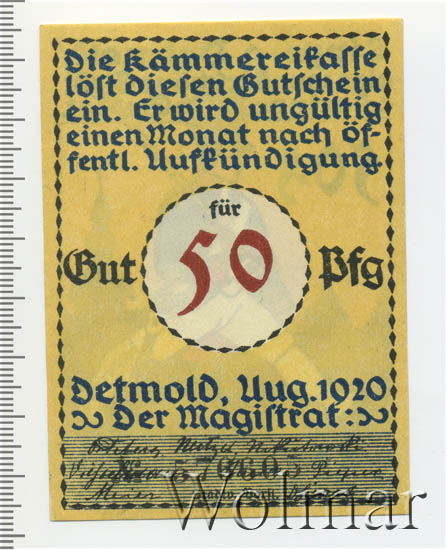 Die Kämmereikasse
löst diesen Gutschein
ein. Er wird ungültig
einen Monat nach öf-
fentl. Aufkündigung.
für
Gut 50 Pfg
Detmold, Aug. 1920
Der Magistrat:
Wolmar